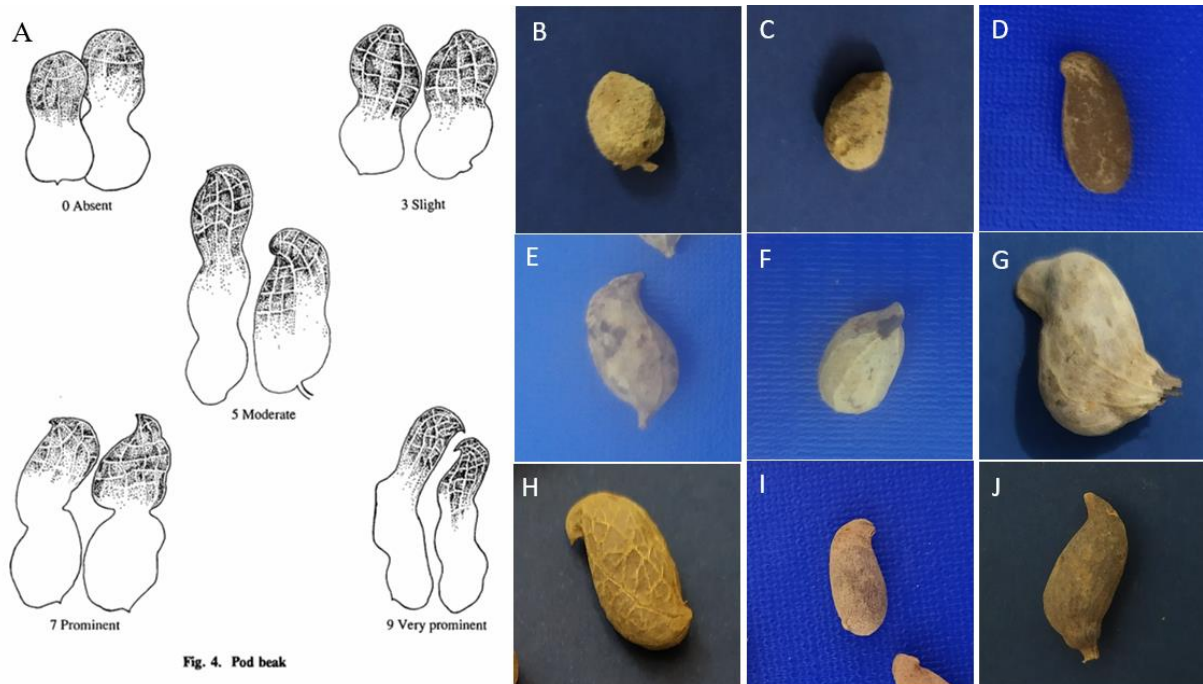 A
0 Absent
3 Slight
5 Moderate
7 Prominent
9 Very prominent
Fig. 4. Pod beak
B
C
D
E
F
G
H
I
J